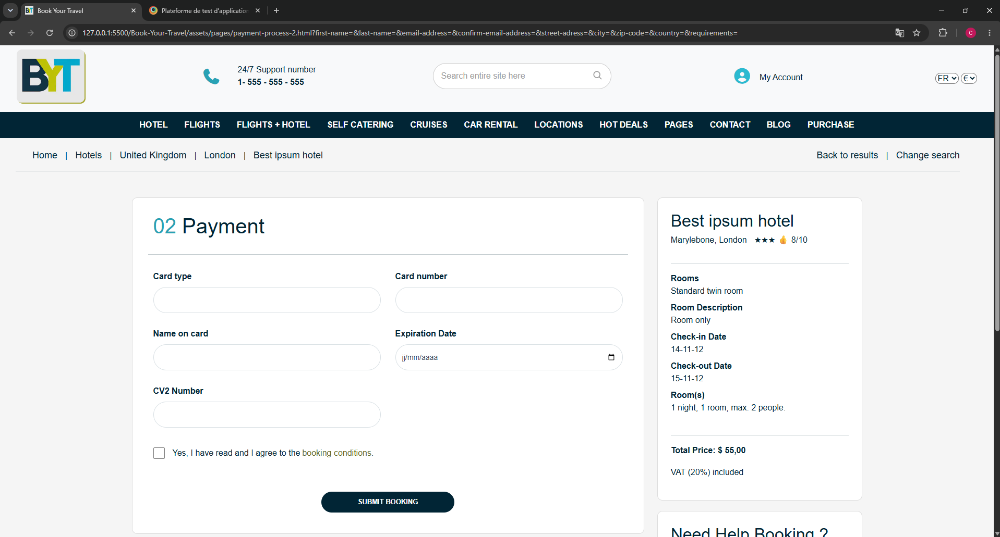 Book Your Travel
Plateforme de test d'application
127.0.0.1:5500/Book-Your-Travel/assets/pages/payment-process-2.html?first-name=&last-name=&email-address=&confirm-email-address=&street-adress=&city=&zip-code=&country=&requirements=
C
BYT
24/7 Support number
1- 555 - 555 - 555
Search entire site here
My Account
FR €
HOTEL FLIGHTS FLIGHTS + HOTEL SELF CATERING CRUISES CAR RENTAL LOCATIONS HOT DEALS PAGES CONTACT BLOG PURCHASE
Home | Hotels | United Kingdom | London | Best ipsum hotel
Back to results | Change search
02 Payment
Card type
Card number
Name on card
Expiration Date
jj/mm/aaaa
CV2 Number
Yes, I have read and I agree to the booking conditions.
SUBMIT BOOKING
Best ipsum hotel
Marylebone, London ★★★ 👍 8/10
Rooms
Standard twin room
Room Description
Room only
Check-in Date
14-11-12
Check-out Date
15-11-12
Room(s)
1 night, 1 room, max. 2 people.
Total Price: $ 55,00
VAT (20%) included
Need Help Booking ?